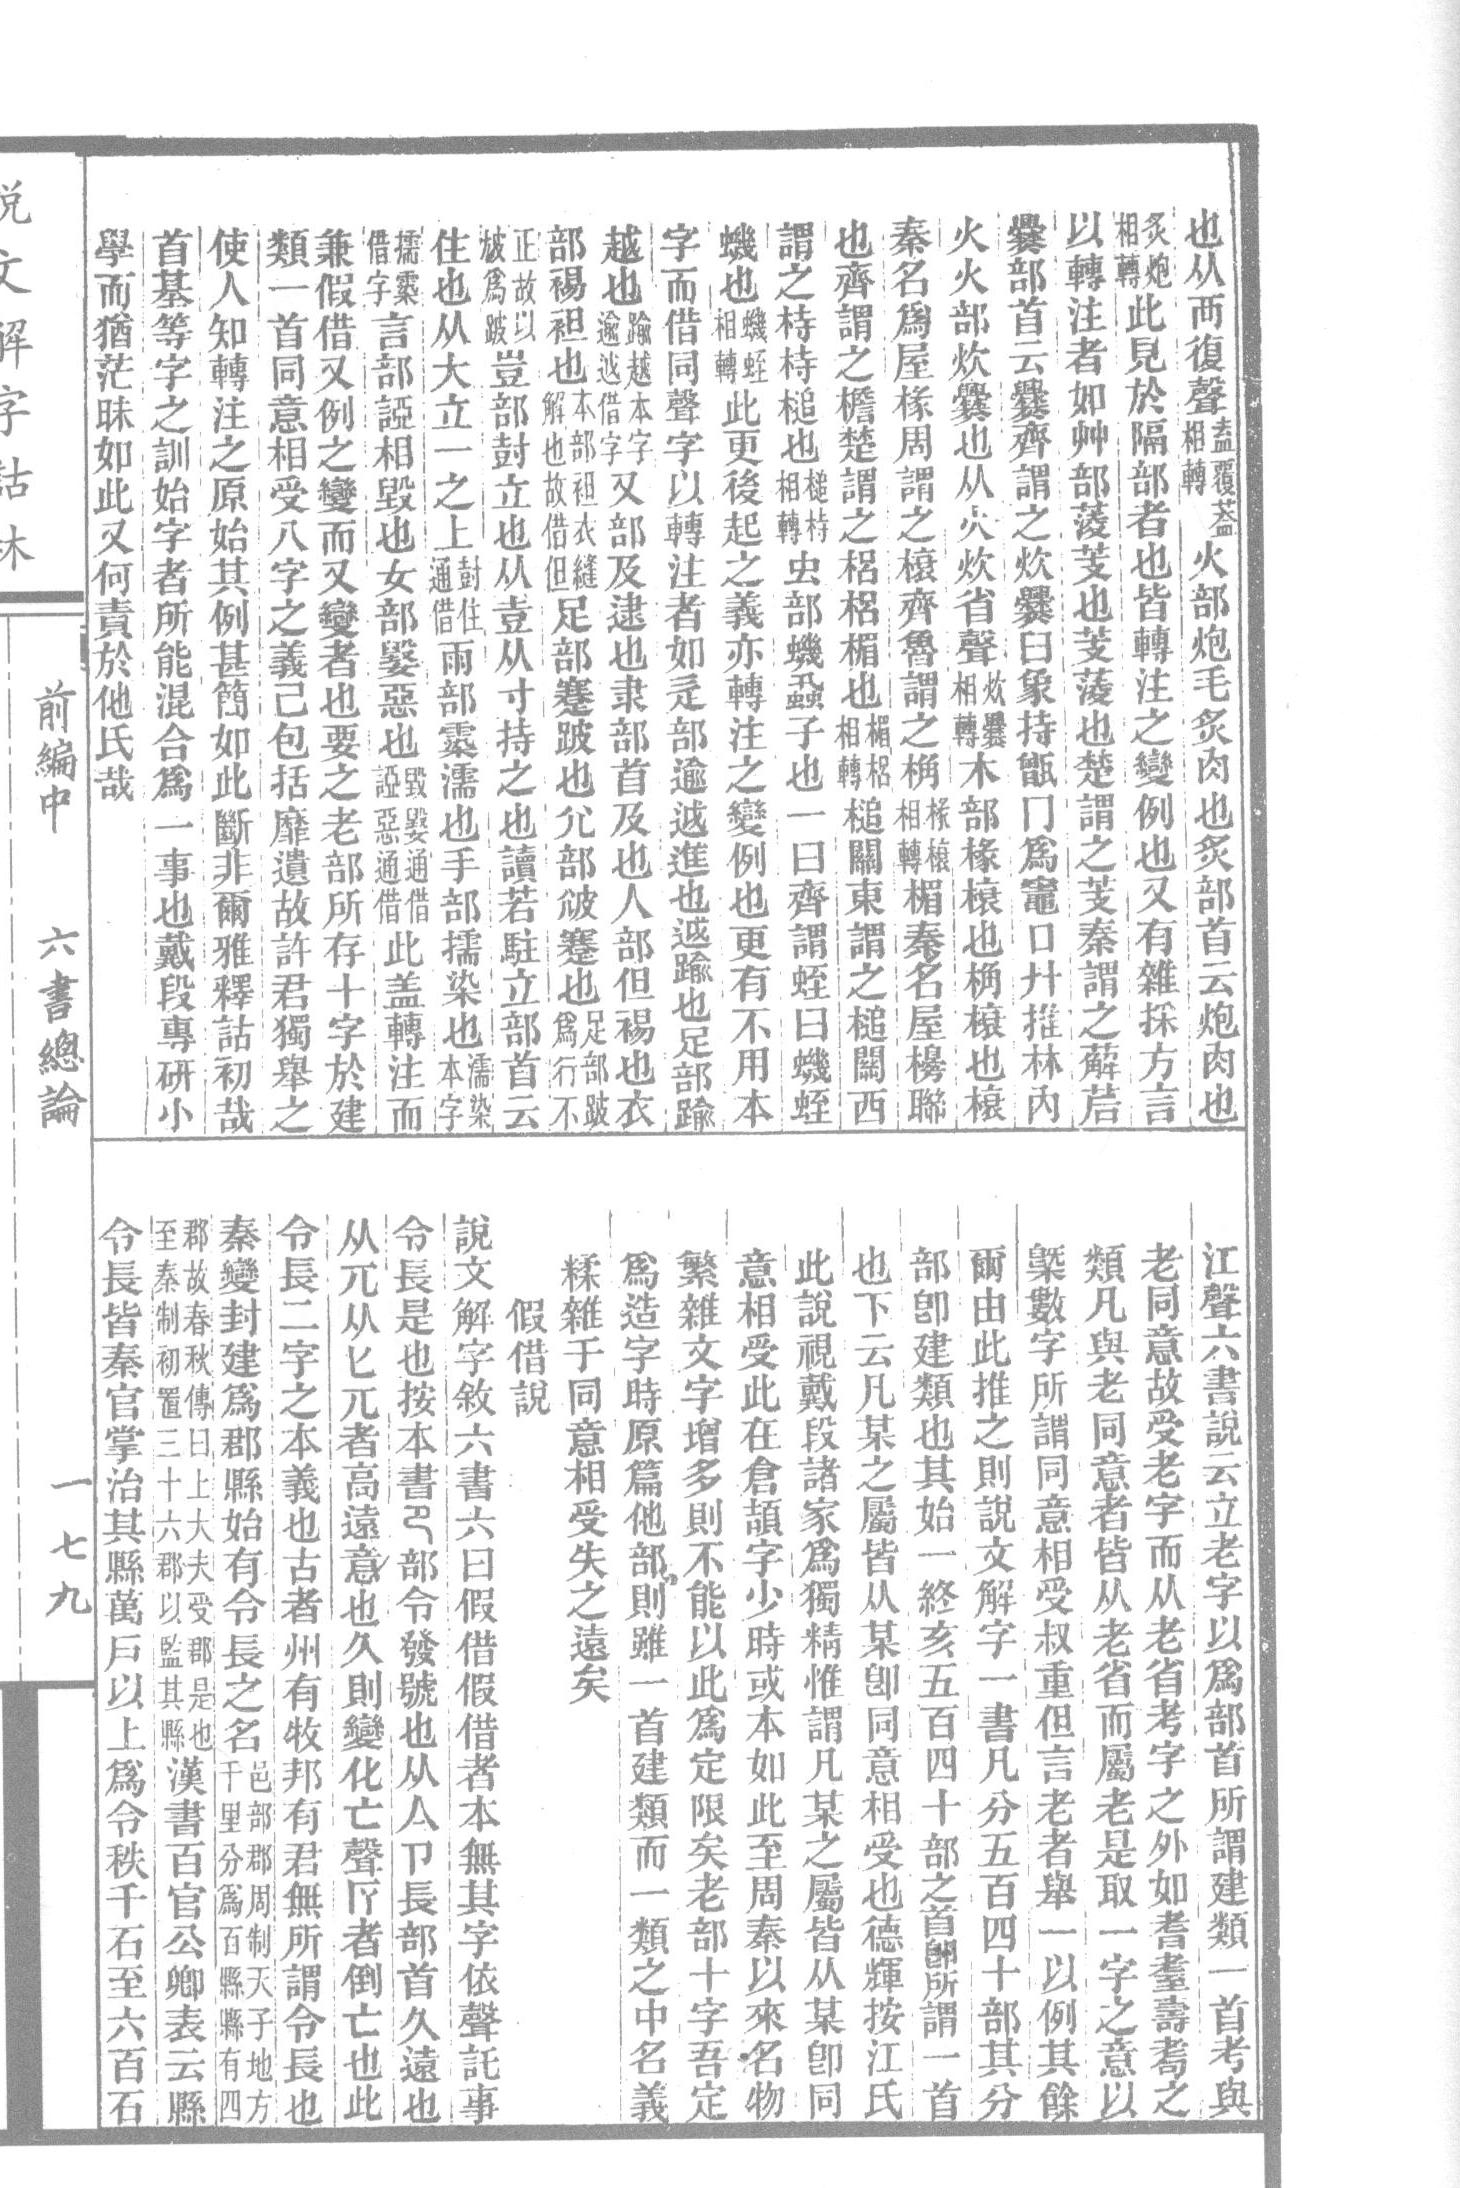 也从襾復聲盍覆葢相轉火部炮毛炙肉也炙部首云炮肉也
炙炮相轉此見於隔部者也皆轉注之變例也又有雜採方言
以轉注者如艸部蔆芰也芰蔆也楚謂之芰秦謂之薢茩
爨部首云爨齊謂之炊爨臼象持甑冂爲竈口廾推林內
火火部炊爨也从火炊省聲炊爨相轉木部椽榱也桷榱也榱
秦名爲屋椽周謂之榱齊魯謂之桷椽榱相轉楣秦名屋櫋聯
也齊謂之檐楚謂之梠梠楣也楣梠相轉槌關東謂之槌關西
謂之㭙㭙槌也槌㭙相轉虫部蟣蝨子也一曰齊謂蛭曰蟣蛭
蟣也蟣蛭相轉此更後起之義亦轉注之變例也更有不用本
字而借同聲字以轉注者如辵部逾越進也越踰也足部踰
越也踰越本字逾越借字又部及逮也隶部首及也人部但裼也衣
部裼袒也本部袒衣縫解也故借但足部蹇跛也尣部㝿蹇也足部跛爲行不
正故以㝿爲跛豈部尌立也从壴从寸持之也讀若駐立部首云
住也从大立一之上尌住通借雨部䨲濡也手部擩染也濡染本字
擩䨲借字言部諲相毀也女部嫛惡也毀嫛通借諲惡通借此盖轉注而
兼假借又例之變而又變者也要之老部所存十字於建
類一首同意相受八字之義已包括靡遺故許君獨舉之
使人知轉注之原始其例甚簡如此斷非爾雅釋詁初哉
首基等字之訓始字者所能混合爲一事也戴段專研小
學而猶茫昧如此又何責於他氏哉
江聲六書說云立老字以爲部首所謂建類一首考與
老同意故受老字而从老省考字之外如耆耋壽耇之
類凡與老同意者皆从老省而屬老是取一字之意以
槩數字所謂同意相受叔重但言老者舉一以例其餘
爾由此推之則說文解字一書凡分五百四十部其分
部卽建類也其始一終亥五百四十部之首卽所謂一首
也下云凡某之屬皆从某卽同意相受也德輝按江氏
此說視戴段諸家爲獨精惟謂凡某之屬皆从某卽同
意相受此在倉頡字少時或本如此至周秦以來名物
繁雜文字增多則不能以此爲定限矣老部十字吾定
爲造字時原篇他部則雖一首建類而一類之中名義
糅雜于同意相受失之遠矣
假借說
說文解字敘六書六曰假借假借者本無其字依聲託事
令長是也按本書卪部令發號也从亼卩長部首久遠也
从兀从匕兀者高遠意也久則變化亡聲𠂆者倒亡也此
令長二字之本義也古者州有牧邦有君無所謂令長也
秦變封建爲郡縣始有令長之名邑部郡周制天子地方千里分爲百縣縣有四
郡故春秋傳曰上大夫受郡是也至秦制初置三十六郡以監其縣漢書百官公卿表云縣
令長皆秦官掌治其縣萬戶以上爲令秩千石至六百石
說文解字詁林
前編中 六書總論
一七九